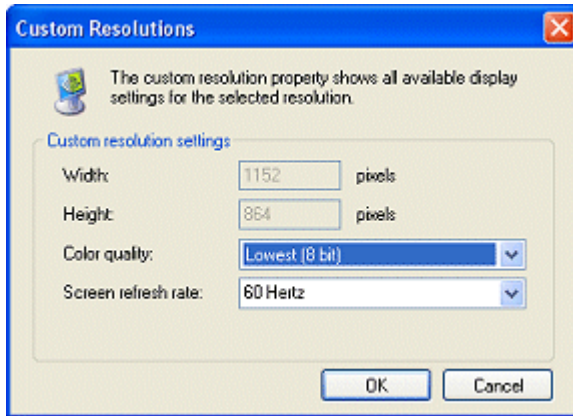 Custom Resolutions
The custom resolution property shows all available display
settings for the selected resolution.
Custom resolution settings
Width: 1152 pixels
Height: 864 pixels
Color quality: Lowest (8 bit)
Screen refresh rate: 60 Hertz
OK Cancel